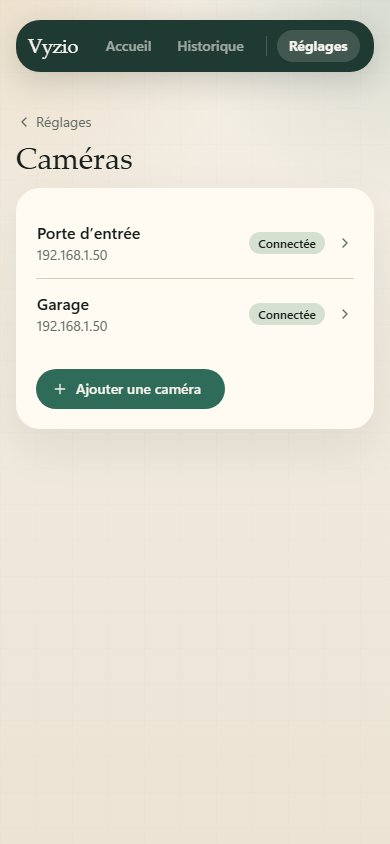 Vyzio Accueil Historique Réglages
Réglages
Caméras
Porte d’entrée
192.168.1.50
Connectée
Garage
192.168.1.50
Connectée
Ajouter une caméra